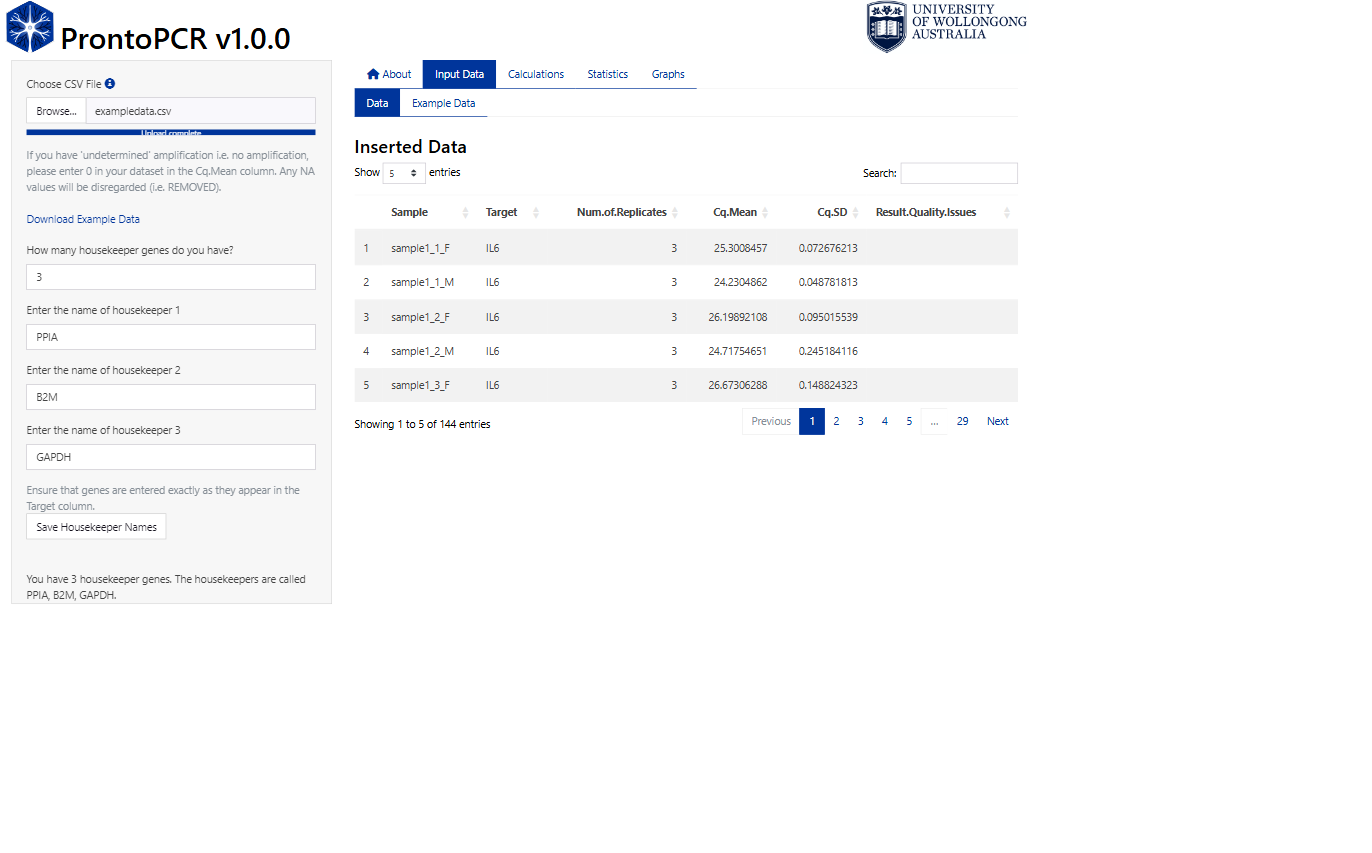 ProntoPCR v1.0.0
UNIVERSITY
OF WOLLONGONG
AUSTRALIA
Choose CSV File
Browse... exampledata.csv
Upload complete
If you have 'undetermined' amplification i.e. no amplification,
please enter 0 in your dataset in the Cq.Mean column. Any NA
values will be disregarded (i.e. REMOVED).
Download Example Data
How many housekeeper genes do you have?
3
Enter the name of housekeeper 1
PPIA
Enter the name of housekeeper 2
B2M
Enter the name of housekeeper 3
GAPDH
Ensure that genes are entered exactly as they appear in the
Target column.
Save Housekeeper Names
You have 3 housekeeper genes. The housekeepers are called
PPIA, B2M, GAPDH.
About Input Data Calculations Statistics Graphs
Data Example Data
Inserted Data
Show 5 entries Search:
Sample Target Num.of.Replicates Cq.Mean Cq.SD Result.Quality.Issues
1 sample1_1_F IL6 3 25.3008457 0.072676213
2 sample1_1_M IL6 3 24.2304862 0.048781813
3 sample1_2_F IL6 3 26.19892108 0.095015539
4 sample1_2_M IL6 3 24.71754651 0.245184116
5 sample1_3_F IL6 3 26.67306288 0.148824323
Showing 1 to 5 of 144 entries Previous 1 2 3 4 5 ... 29 Next